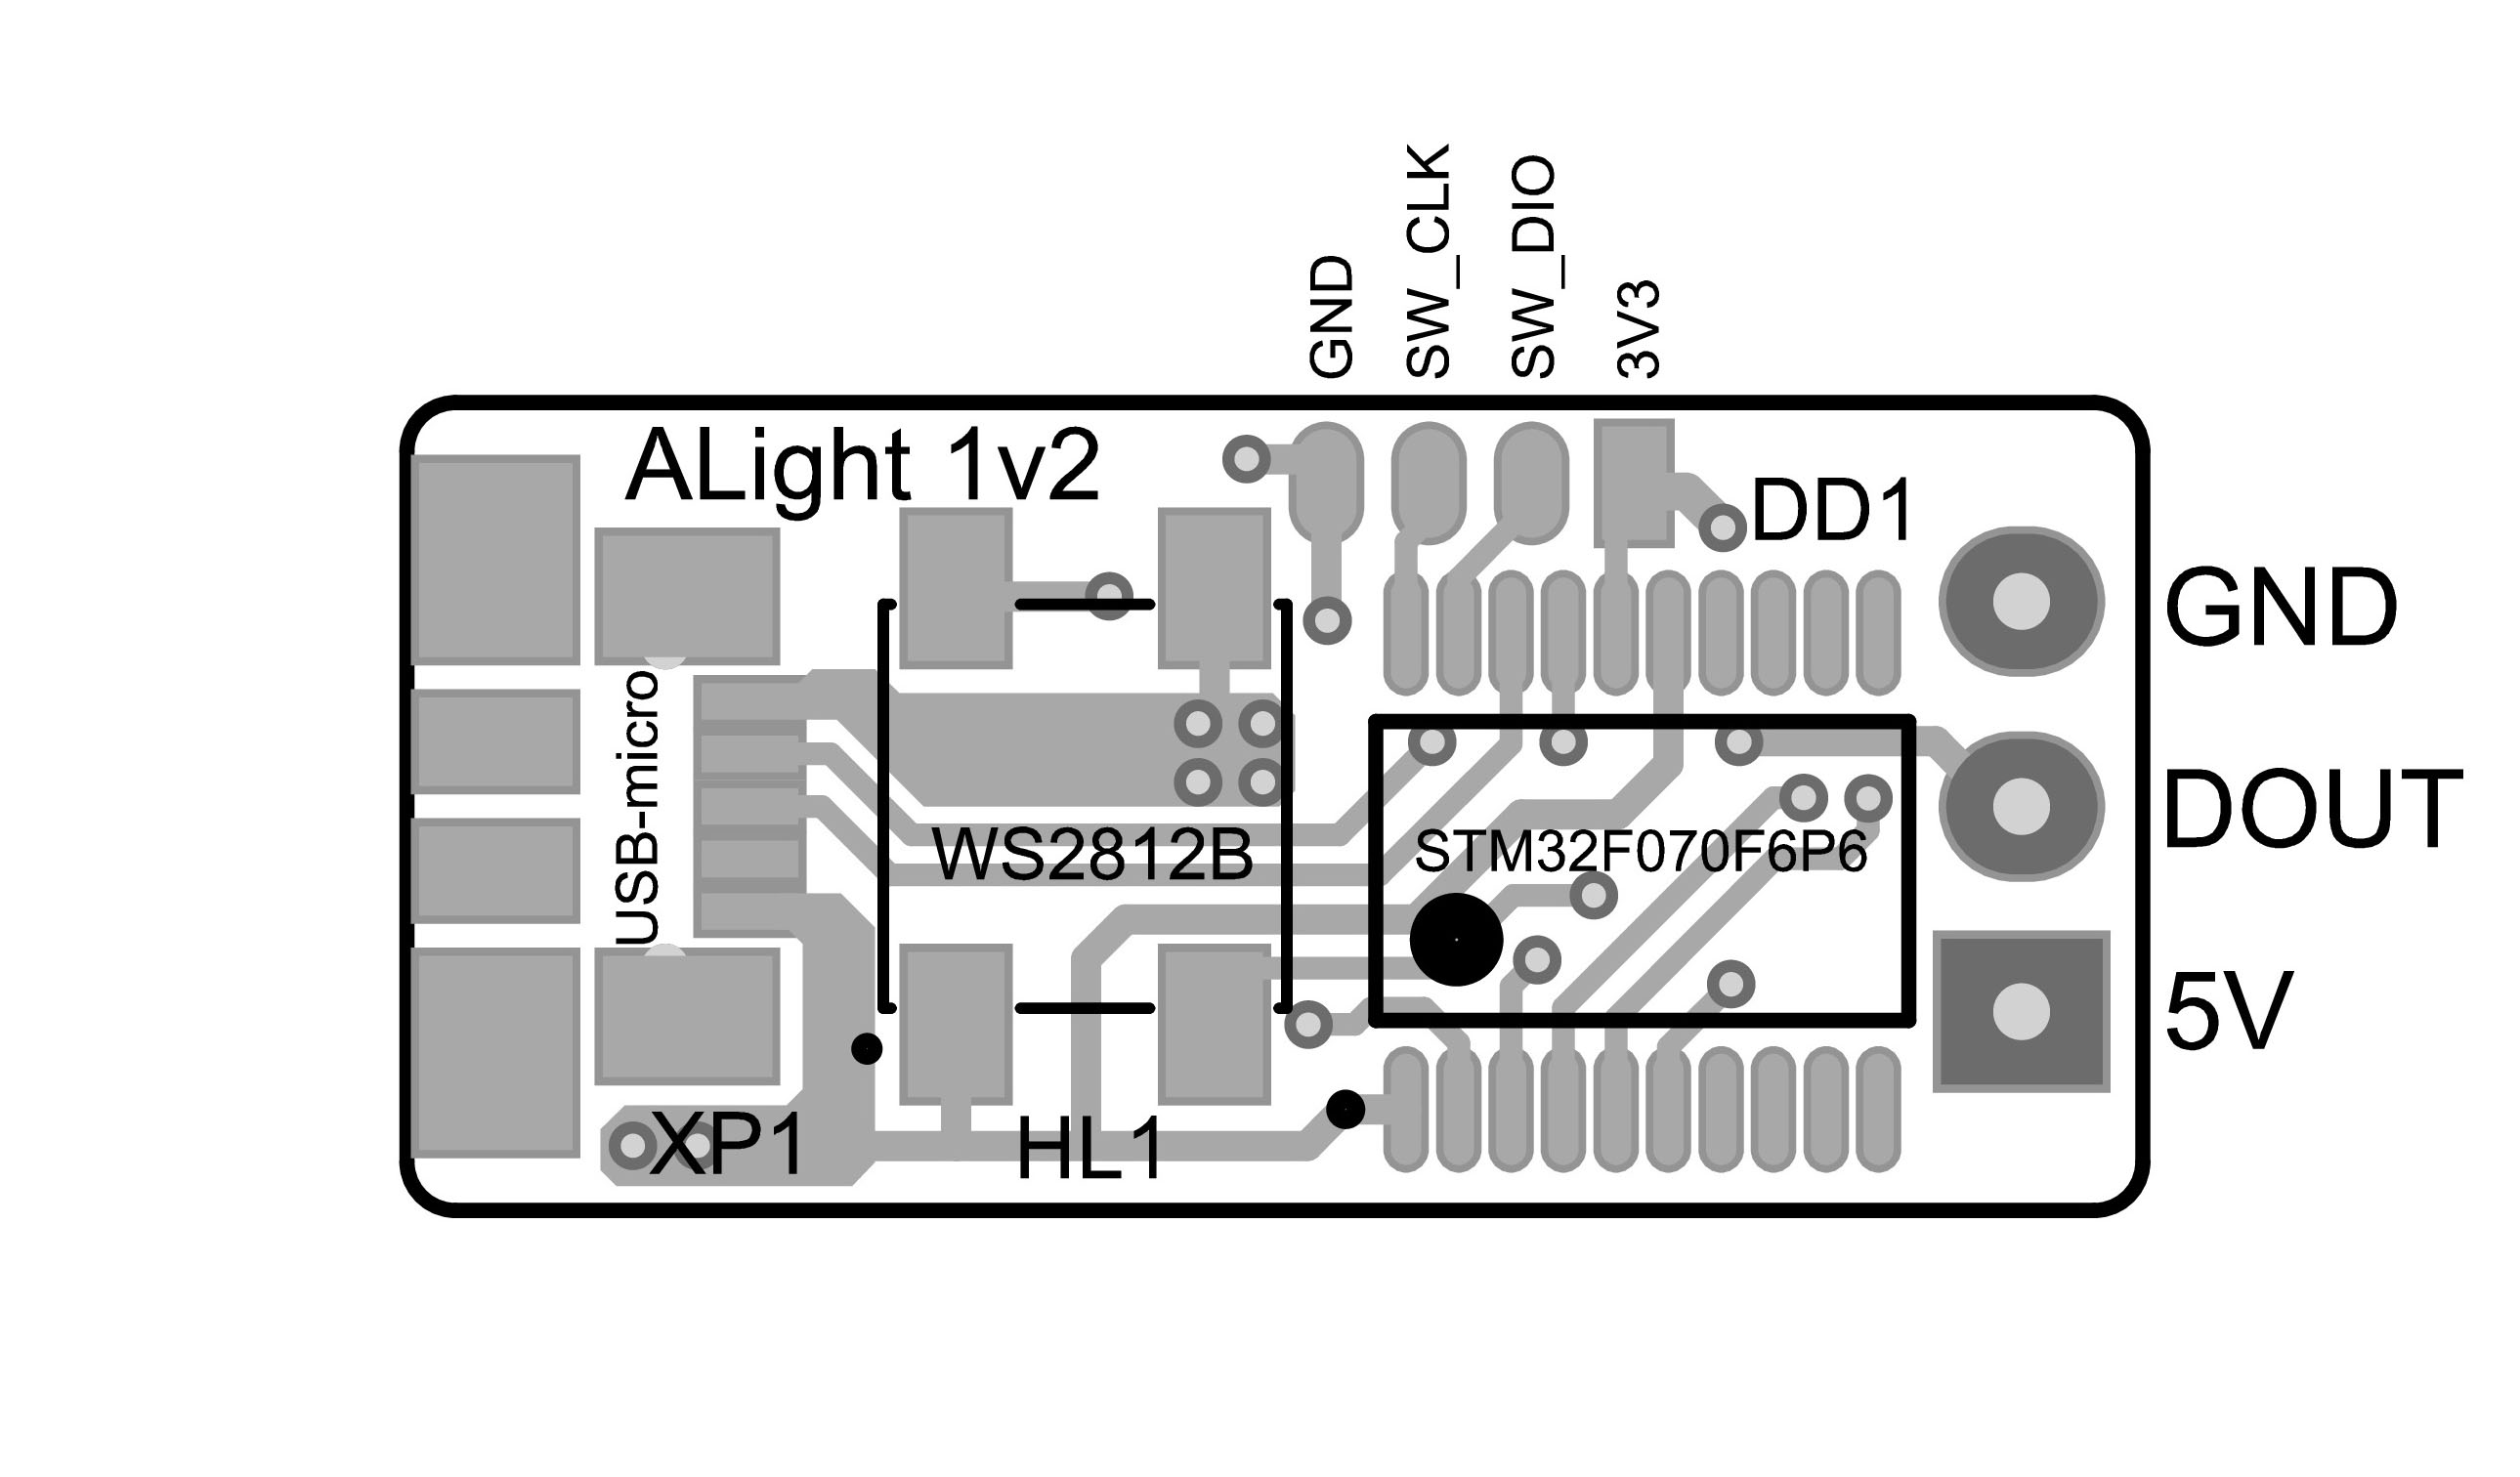 GND
SW_CLK
SW_DIO
3V3
ALight 1v2
DD1
GND
USB-micro
DOUT
WS2812B
STM32F070F6P6
5V
XP1
HL1